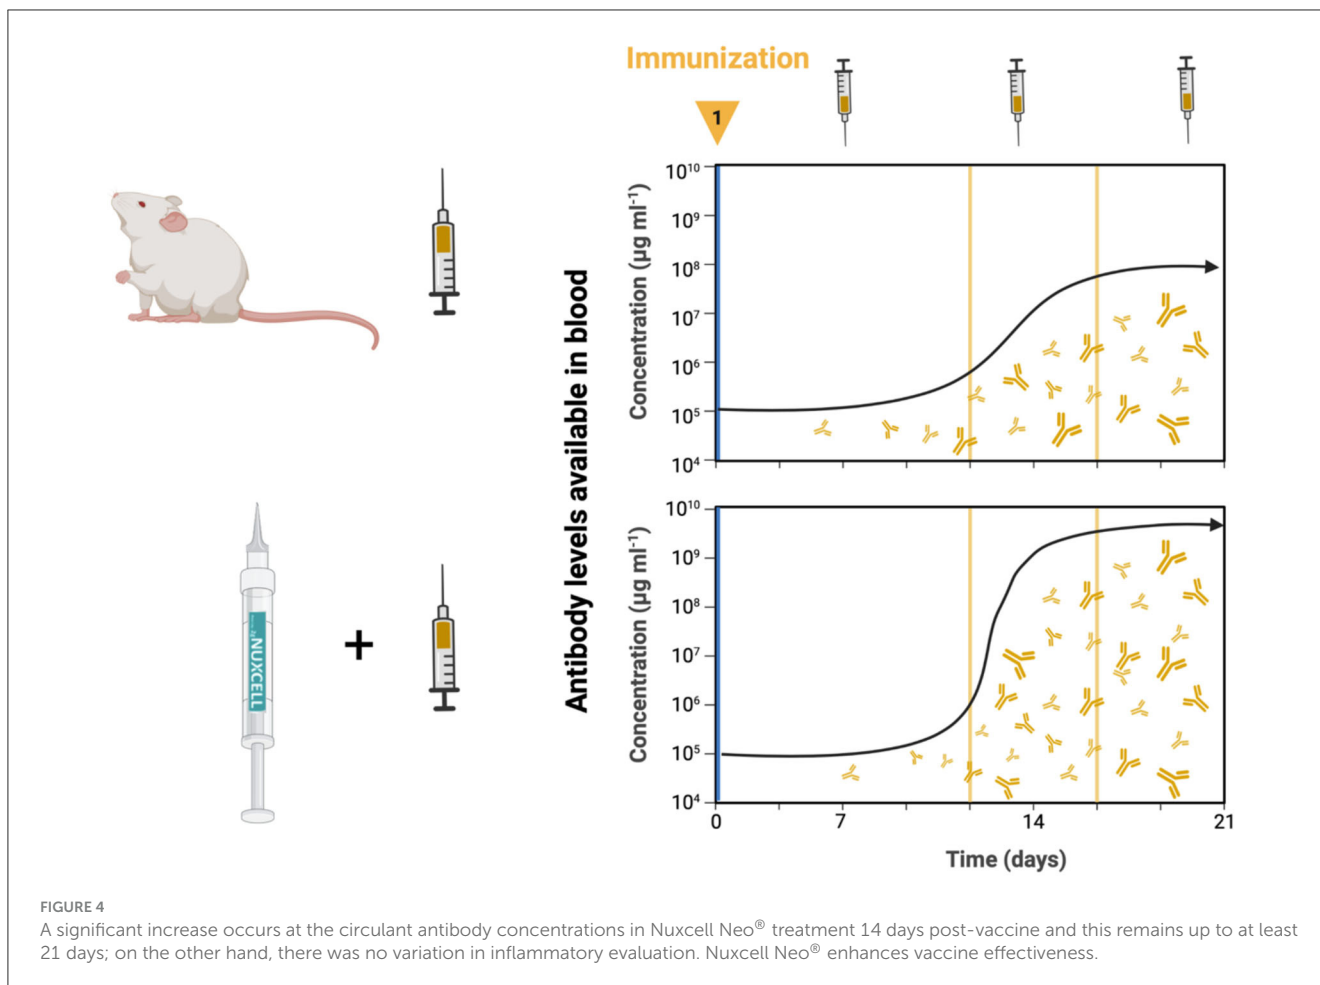 Immunization
1
Antibody levels available in blood
Concentration (µg ml⁻¹)
10¹⁰
10⁹
10⁸
10⁷
10⁶
10⁵
10⁴
NUXCELL
+
Concentration (µg ml⁻¹)
10¹⁰
10⁹
10⁸
10⁷
10⁶
10⁵
10⁴
0 7 14 21
Time (days)
FIGURE 4
A significant increase occurs at the circulant antibody concentrations in Nuxcell Neo® treatment 14 days post-vaccine and this remains up to at least
21 days; on the other hand, there was no variation in inflammatory evaluation. Nuxcell Neo® enhances vaccine effectiveness.